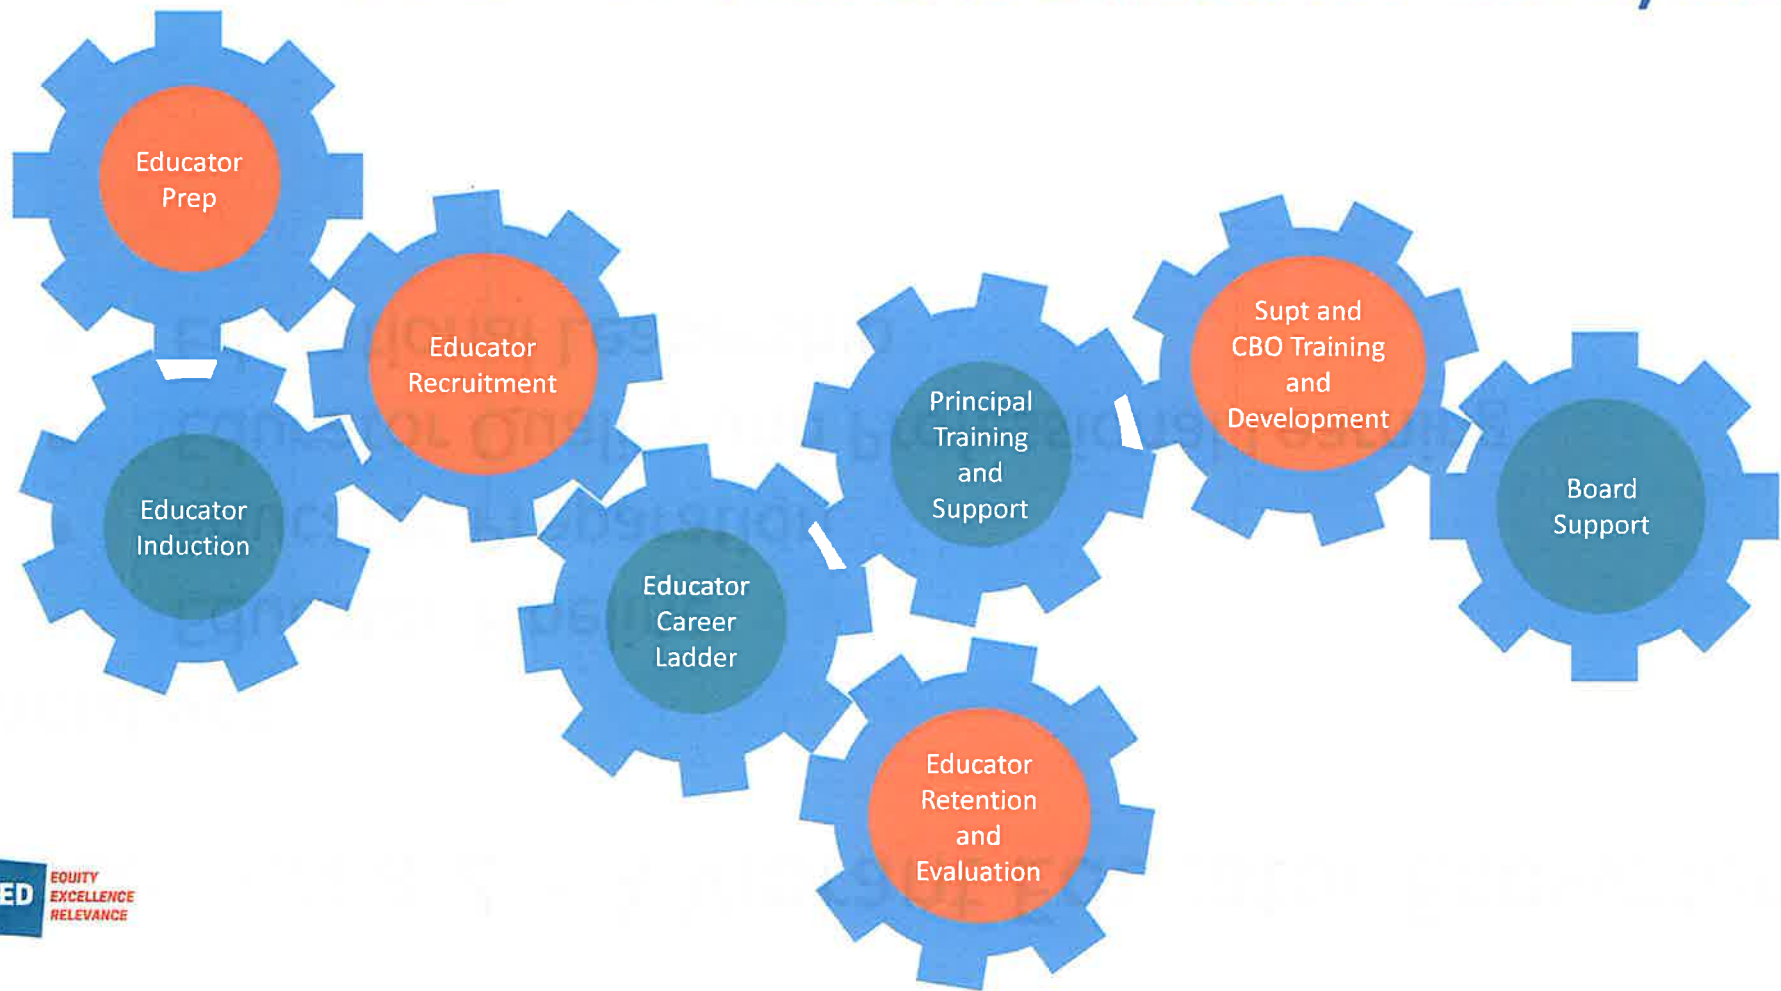 Educator
Prep
Educator
Recruitment
Educator
Induction
Educator
Career
Ladder
Principal
Training
and
Support
Supt and
CBO Training
and
Development
Board
Support
Educator
Retention
and
Evaluation
ED
EQUITY
EXCELLENCE
RELEVANCE